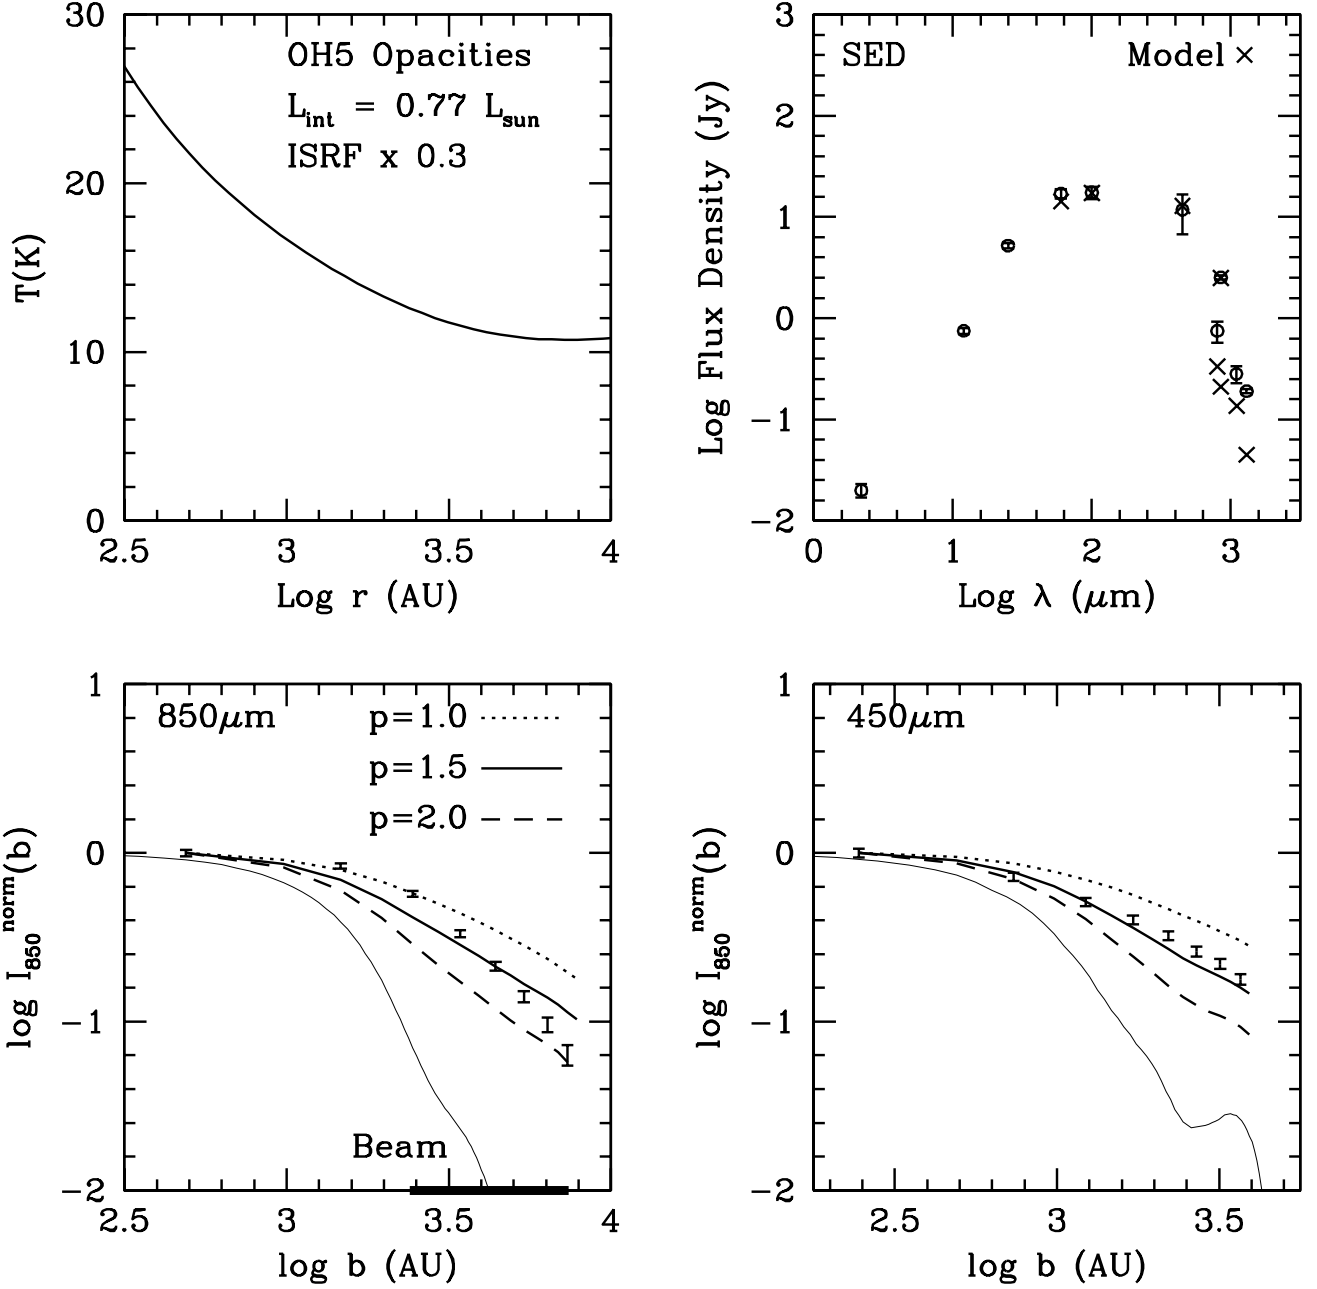 30
20
10
0
2.5
3
3.5
4
T(K)
Log r (AU)
OH5 Opacities
L_int = 0.77 L_sun
ISRF x 0.3
3
2
1
0
−1
−2
0
1
2
3
Log Flux Density (Jy)
Log λ (μm)
SED
Model ×
1
0
−1
−2
2.5
3
3.5
4
log I_850^norm(b)
log b (AU)
850μm
p=1.0
p=1.5
p=2.0
Beam
1
0
−1
−2
2.5
3
3.5
log I_850^norm(b)
log b (AU)
450μm